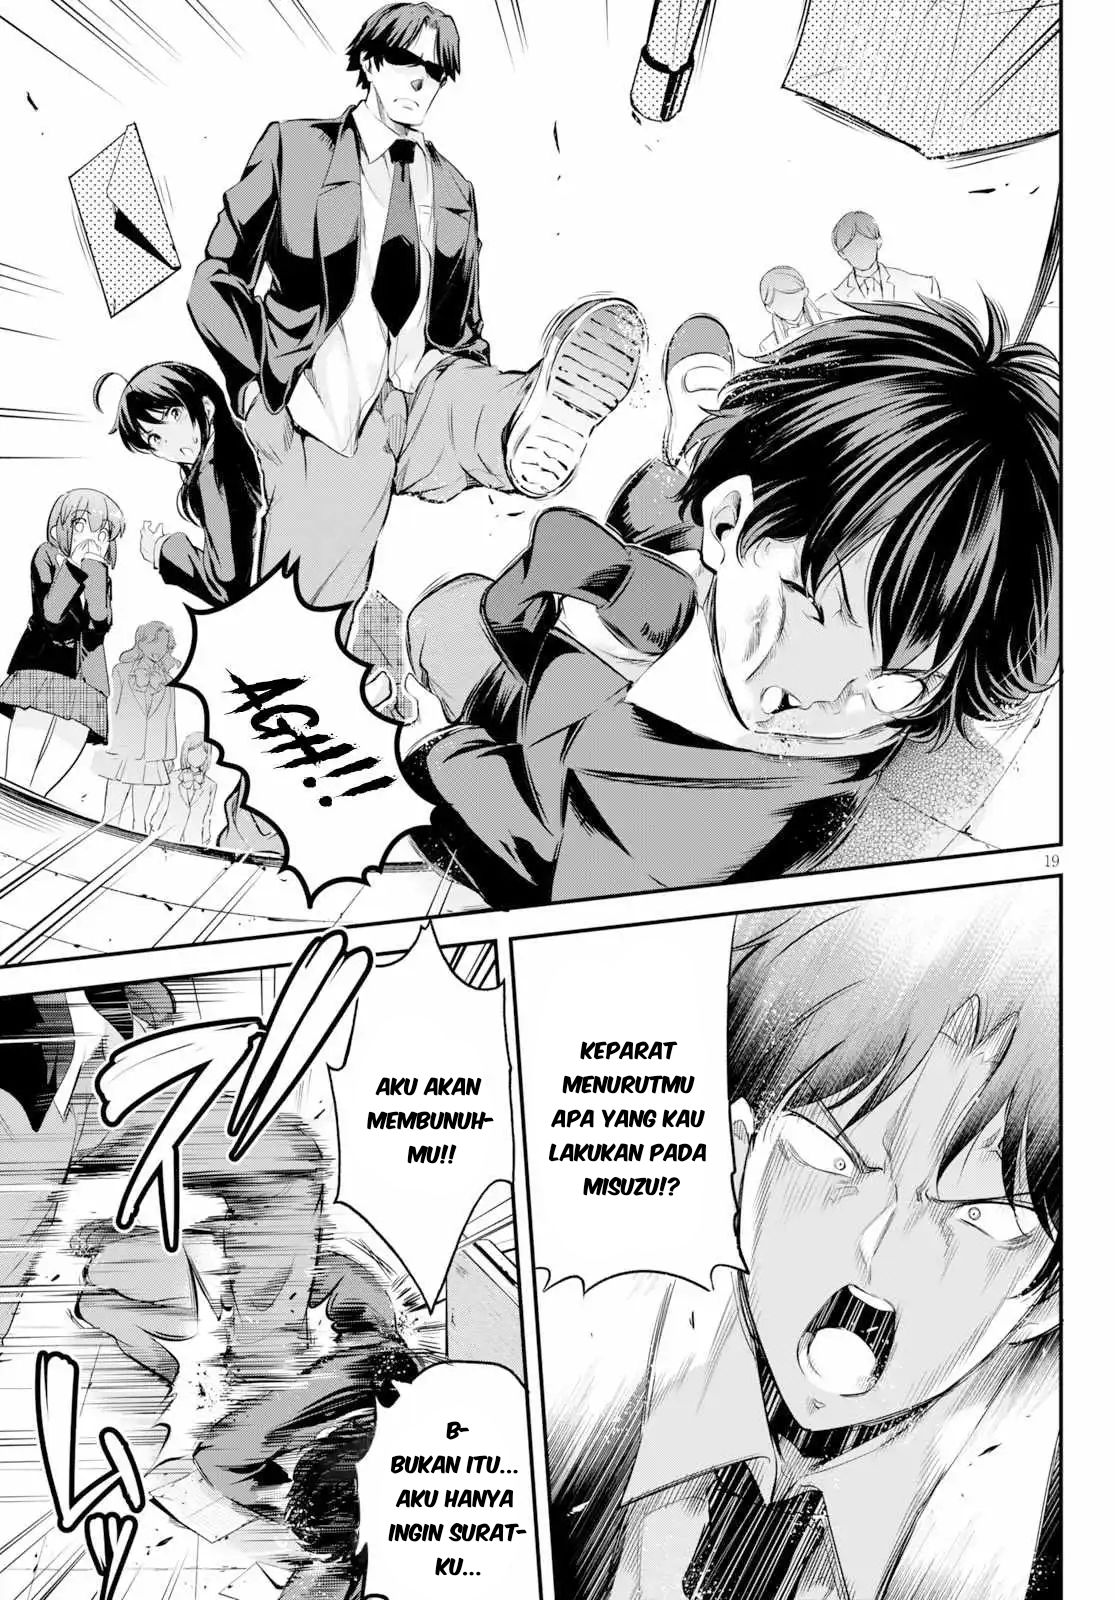 AGH!!
19
KEPARAT
MENURUTMU
APA YANG KAU
LAKUKAN PADA
MISUZU!?
AKU AKAN
MEMBUNUH-
MU!!
B-
BUKAN ITU...
AKU HANYA
INGIN SURAT-
KU...